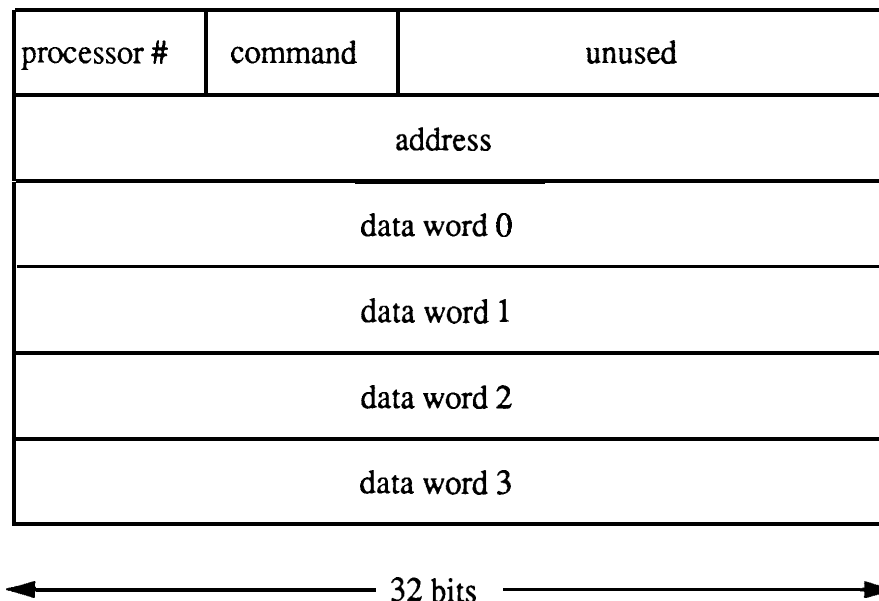 processor # command unused
address
data word 0
data word 1
data word 2
data word 3
32 bits